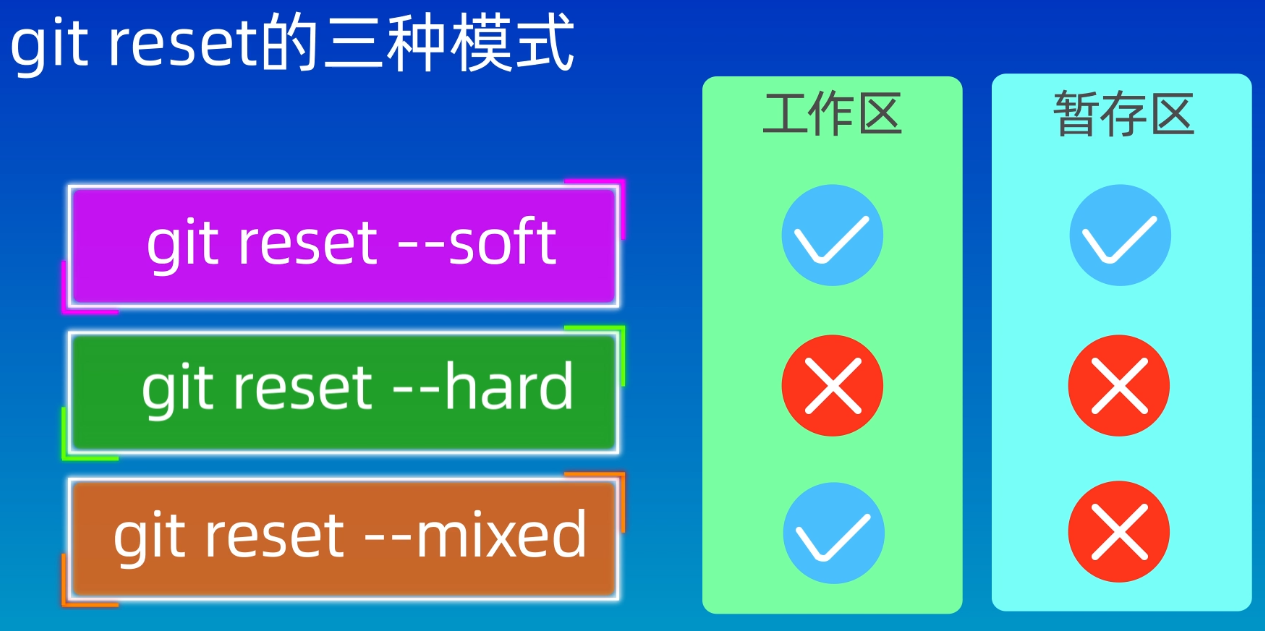 git reset的三种模式
工作区
暂存区
git reset --soft
git reset --hard
git reset --mixed